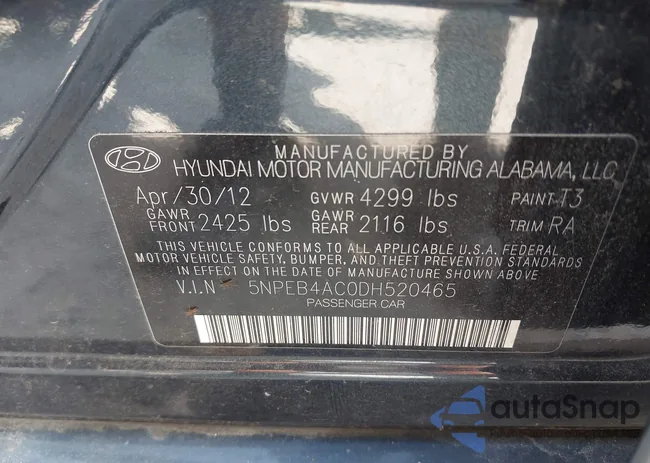 MANUFACTURED BY
HYUNDAI MOTOR MANUFACTURING ALABAMA, LLC
Apr/30/12 GVWR 4299 lbs PAINT T3
GAWR FRONT 2425 lbs GAWR REAR 2116 lbs TRIM RA
THIS VEHICLE CONFORMS TO ALL APPLICABLE U.S.A. FEDERAL
MOTOR VEHICLE SAFETY, BUMPER, AND THEFT PREVENTION STANDARDS
IN EFFECT ON THE DATE OF MANUFACTURE SHOWN ABOVE
V.I.N 5NPEB4AC0DH520465
PASSENGER CAR
autoSnap